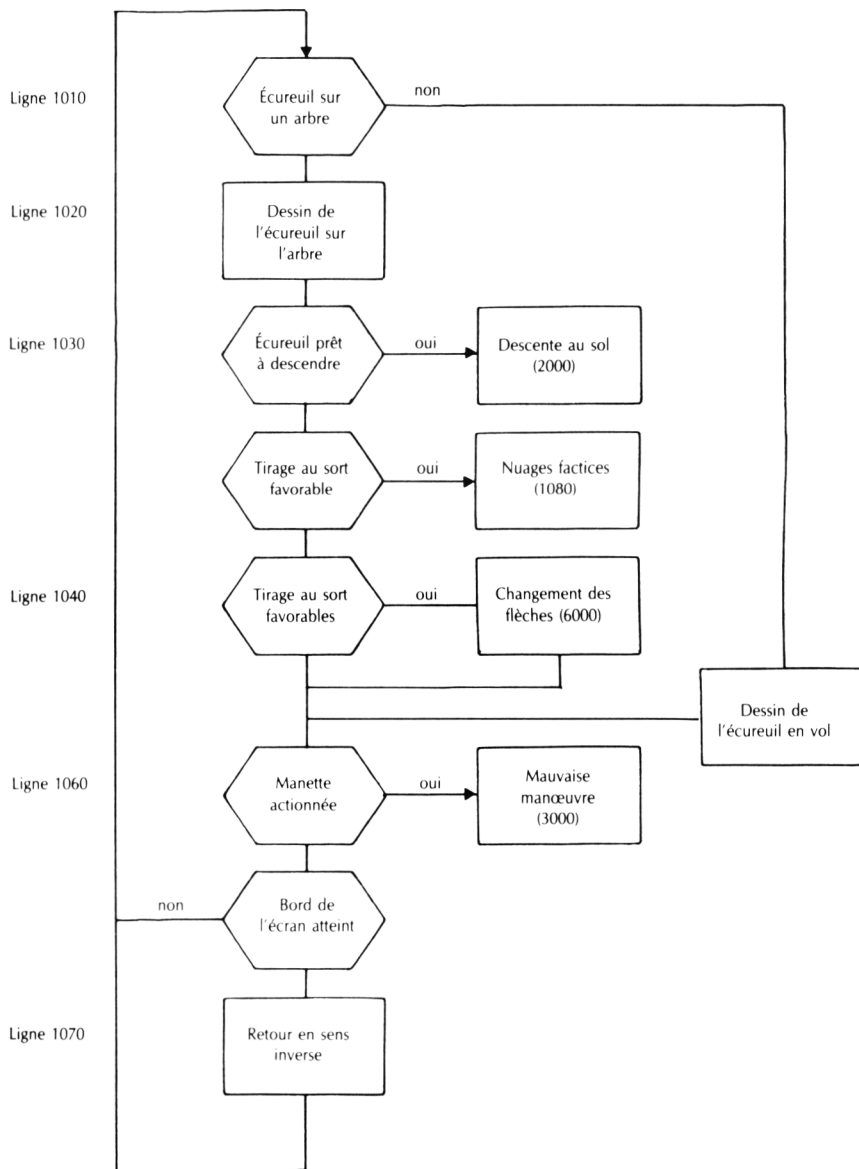 Ligne 1010
Écureuil sur
un arbre
non
Ligne 1020
Dessin de
l'écureuil sur
l'arbre
Ligne 1030
Écureuil prêt
à descendre
oui
Descente au sol
(2000)
Tirage au sort
favorable
oui
Nuages factices
(1080)
Ligne 1040
Tirage au sort
favorables
oui
Changement des
flèches (6000)
Dessin de
l'écureuil en vol
Ligne 1060
Manette
actionnée
oui
Mauvaise
manœuvre
(3000)
non
Bord de
l'écran atteint
Ligne 1070
Retour en sens
inverse